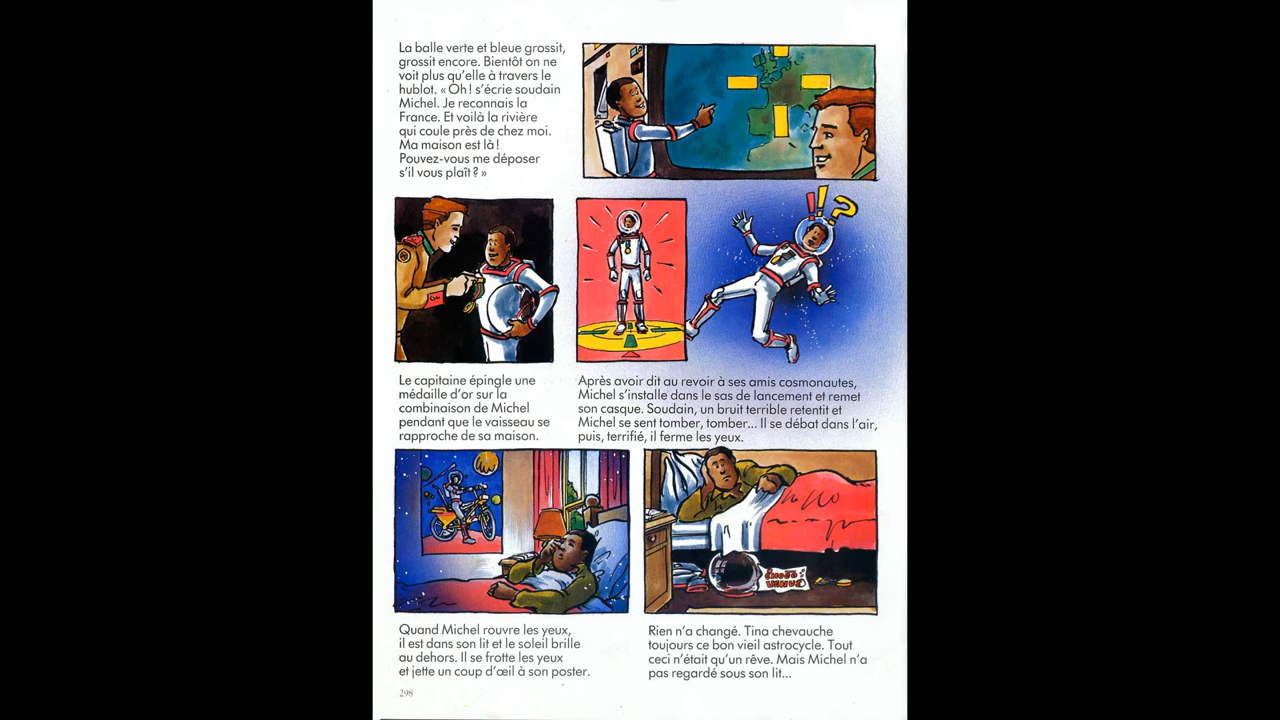 La balle verte et bleue grossit,
grossit encore. Bientôt on ne
voit plus qu'elle à travers le
hublot. « Oh ! s'écrie soudain
Michel. Je reconnais la
France. Et voilà la rivière
qui coule près de chez moi.
Ma maison est là !
Pouvez-vous me déposer
s'il vous plaît ? »
!!?
Le capitaine épingle une
médaille d'or sur la
combinaison de Michel
pendant que le vaisseau se
rapproche de sa maison.
Après avoir dit au revoir à ses amis cosmonautes,
Michel s'installe dans le sas de lancement et remet
son casque. Soudain, un bruit terrible retentit et
Michel se sent tomber, tomber... Il se débat dans l'air,
puis, terrifié, il ferme les yeux.
Quand Michel rouvre les yeux,
il est dans son lit et le soleil brille
au dehors. Il se frotte les yeux
et jette un coup d'œil à son poster.
Rien n'a changé. Tina chevauche
toujours ce bon vieil astrocycle. Tout
ceci n'était qu'un rêve. Mais Michel n'a
pas regardé sous son lit...
298